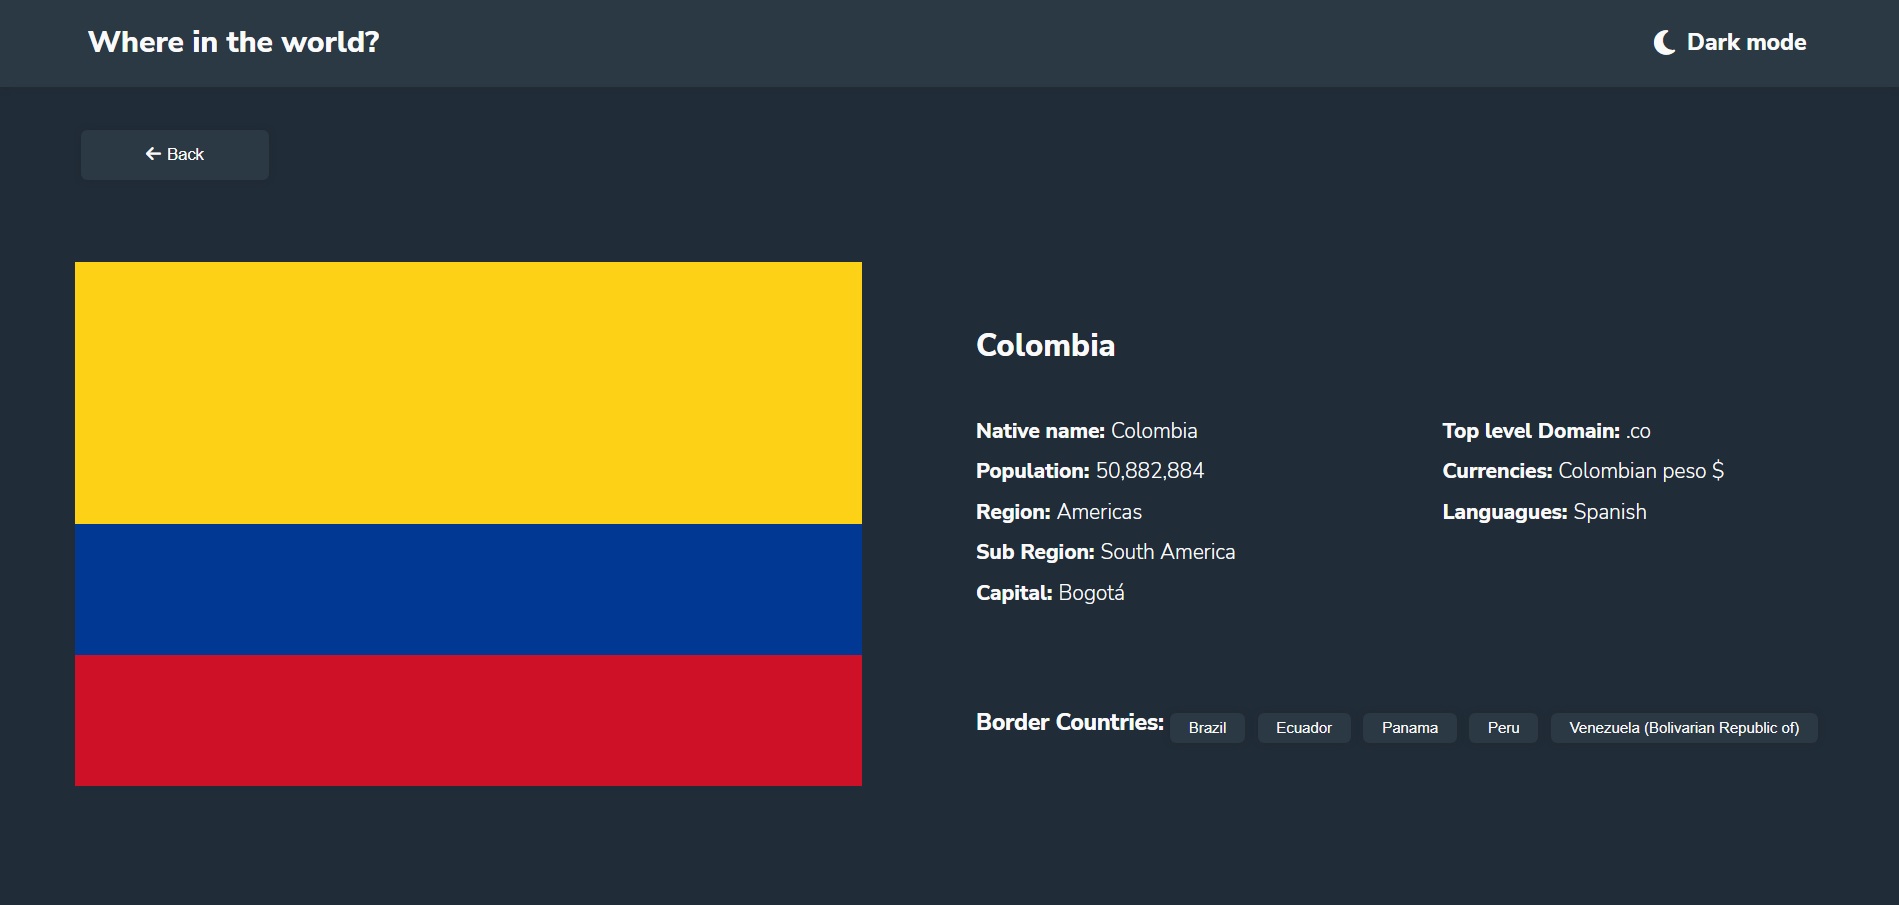 Where in the world?
Dark mode
Back
Colombia
Native name: Colombia
Population: 50,882,884
Region: Americas
Sub Region: South America
Capital: Bogotá
Top level Domain: .co
Currencies: Colombian peso $
Languagues: Spanish
Border Countries: Brazil Ecuador Panama Peru Venezuela (Bolivarian Republic of)